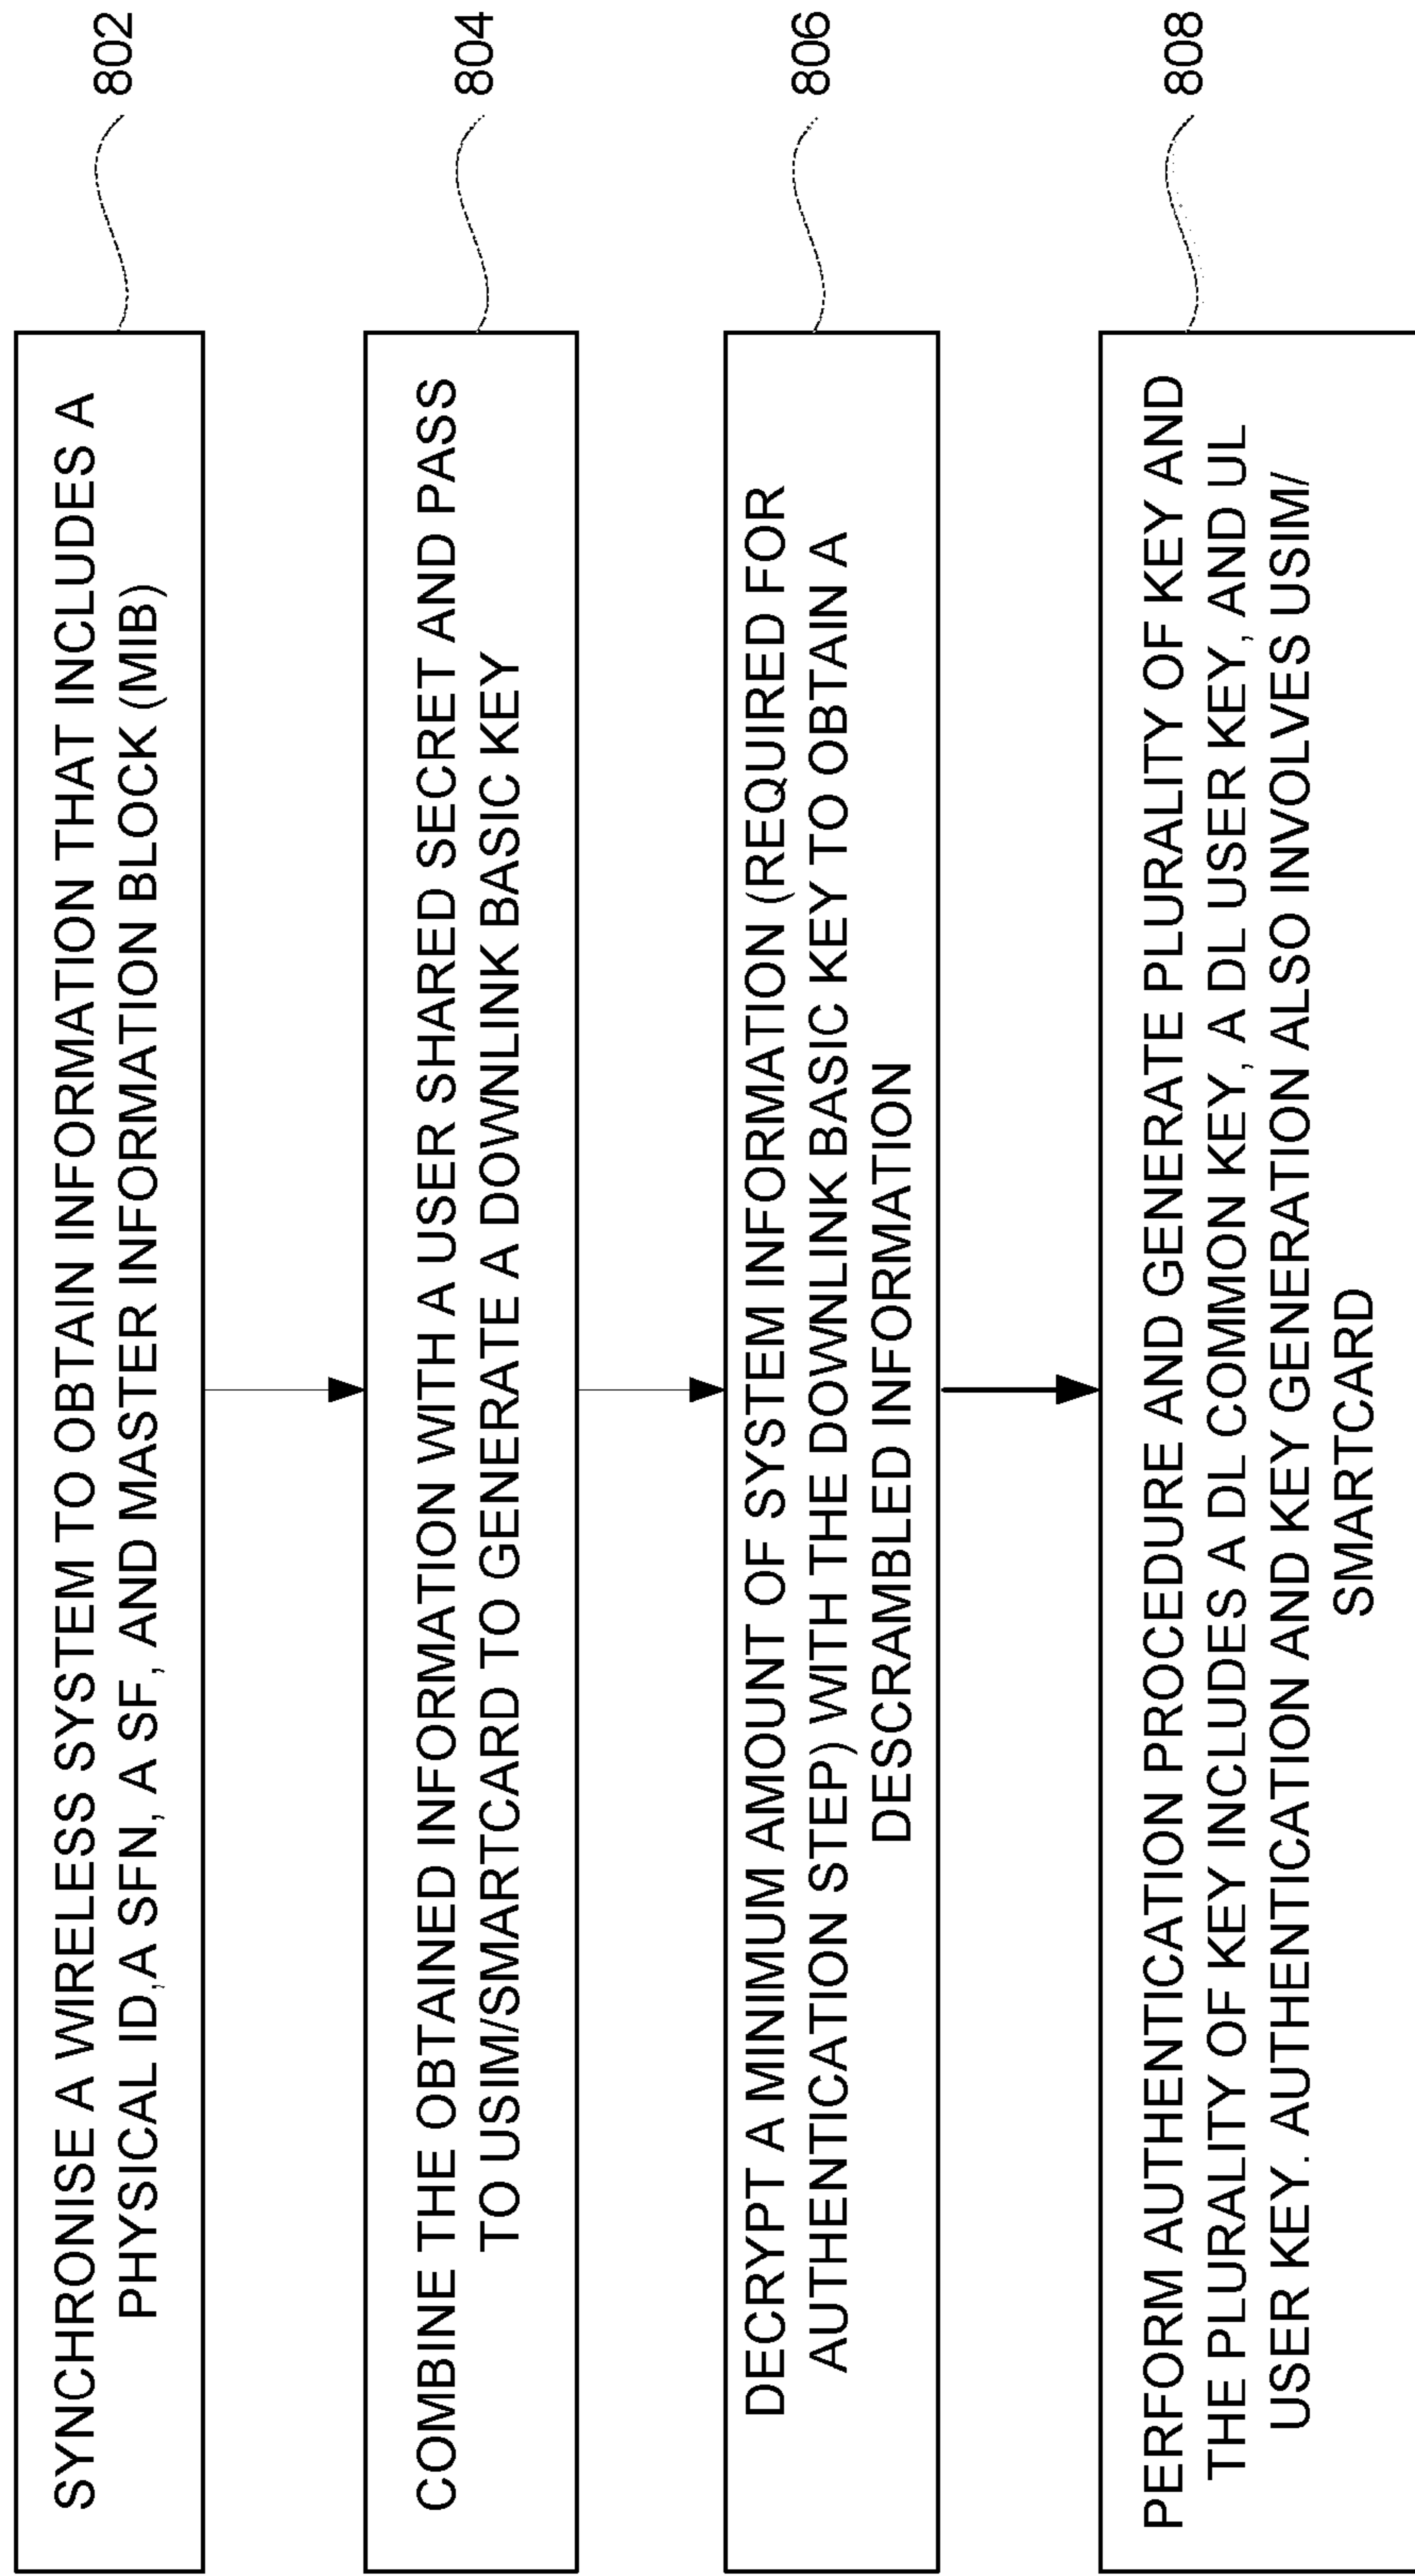 SYNCHRONISE A WIRELESS SYSTEM TO OBTAIN INFORMATION THAT INCLUDES A
PHYSICAL ID,A SFN, A SF, AND MASTER INFORMATION BLOCK (MIB)
802
COMBINE THE OBTAINED INFORMATION WITH A USER SHARED SECRET AND PASS
TO USIM/SMARTCARD TO GENERATE A DOWNLINK BASIC KEY
804
DECRYPT A MINIMUM AMOUNT OF SYSTEM INFORMATION (REQUIRED FOR
AUTHENTICATION STEP) WITH THE DOWNLINK BASIC KEY TO OBTAIN A
DESCRAMBLED INFORMATION
806
PERFORM AUTHENTICATION PROCEDURE AND GENERATE PLURALITY OF KEY AND
THE PLURALITY OF KEY INCLUDES A DL COMMON KEY, A DL USER KEY, AND UL
USER KEY. AUTHENTICATION AND KEY GENERATION ALSO INVOLVES USIM/
SMARTCARD
808